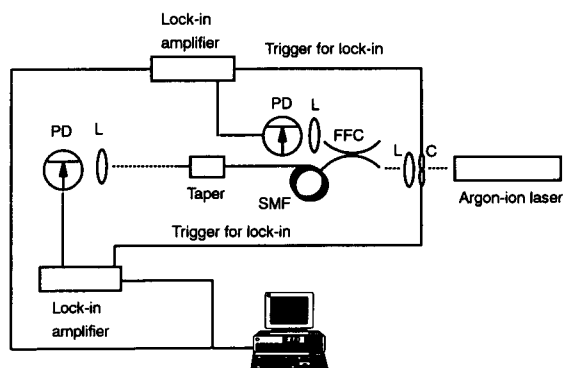 Lock-in
amplifier
Trigger for lock-in
PD
L
FFC
PD
L
L
C
Taper
SMF
Argon-ion laser
Trigger for lock-in
Lock-in
amplifier